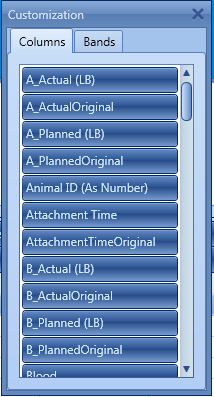 Customization
Columns Bands
A_Actual (LB)
A_ActualOriginal
A_Planned (LB)
A_PlannedOriginal
Animal ID (As Number)
Attachment Time
AttachmentTimeOriginal
B_Actual (LB)
B_ActualOriginal
B_Planned (LB)
B_PlannedOriginal
Blood